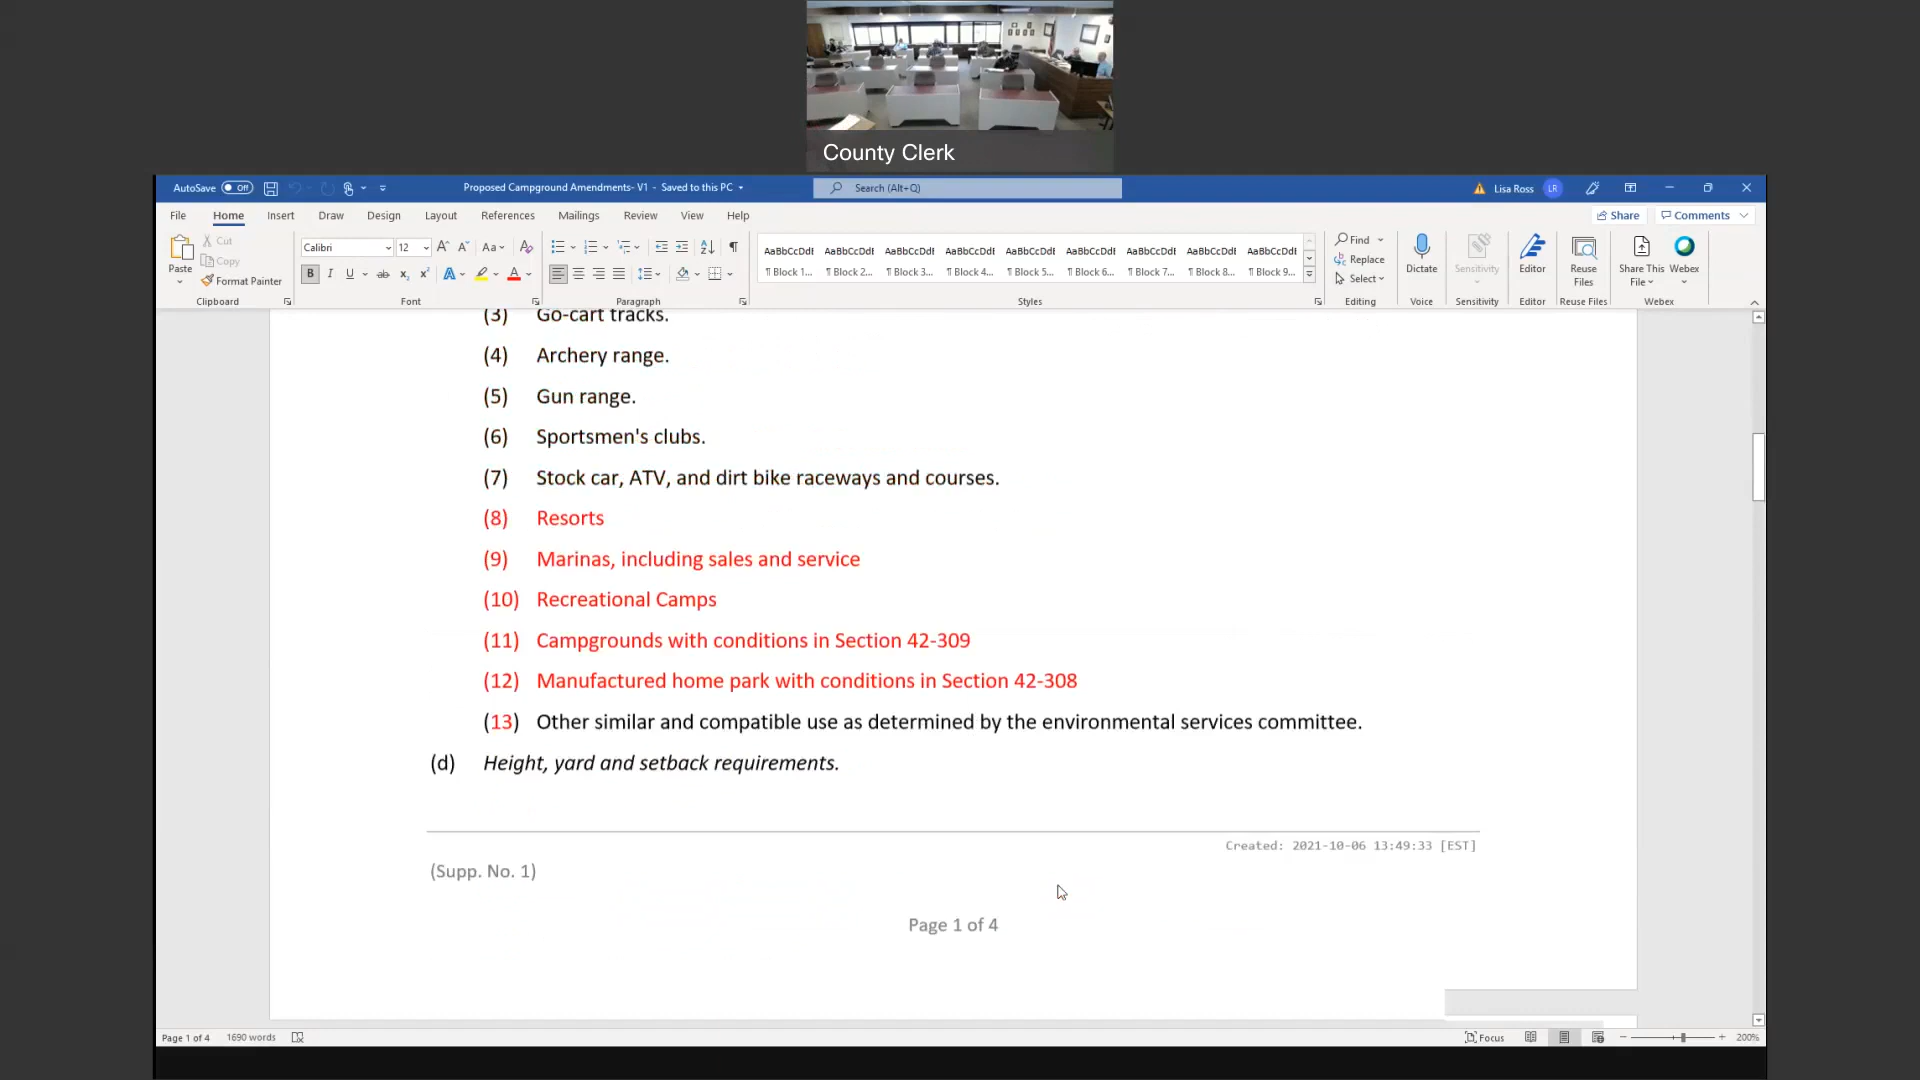 County Clerk
AutoSave Off
Proposed Campground Amendments- V1 - Saved to this PC
Search (Alt+Q)
Lisa Ross LR
File Home Insert Draw Design Layout References Mailings Review View Help
Share Comments
Paste
Cut
Copy
Format Painter
Calibri 12
AaBbCcDdI AaBbCcDdI AaBbCcDdI AaBbCcDdI AaBbCcDdI AaBbCcDdI AaBbCcDdI AaBbCcDdI AaBbCcDdI
¶ Block 1... ¶ Block 2... ¶ Block 3... ¶ Block 4... ¶ Block 5... ¶ Block 6... ¶ Block 7... ¶ Block 8... ¶ Block 9...
Find
Replace
Select
Dictate
Sensitivity
Editor
Reuse Files
Share This File
Webex
Clipboard Font Paragraph Styles Editing Voice Sensitivity Editor Reuse Files Webex
(3) Go-cart tracks.
(4) Archery range.
(5) Gun range.
(6) Sportsmen's clubs.
(7) Stock car, ATV, and dirt bike raceways and courses.
(8) Resorts
(9) Marinas, including sales and service
(10) Recreational Camps
(11) Campgrounds with conditions in Section 42-309
(12) Manufactured home park with conditions in Section 42-308
(13) Other similar and compatible use as determined by the environmental services committee.
(d) Height, yard and setback requirements.
Created: 2021-10-06 13:49:33 [EST]
(Supp. No. 1)
Page 1 of 4
Page 1 of 4 1690 words Focus 200%